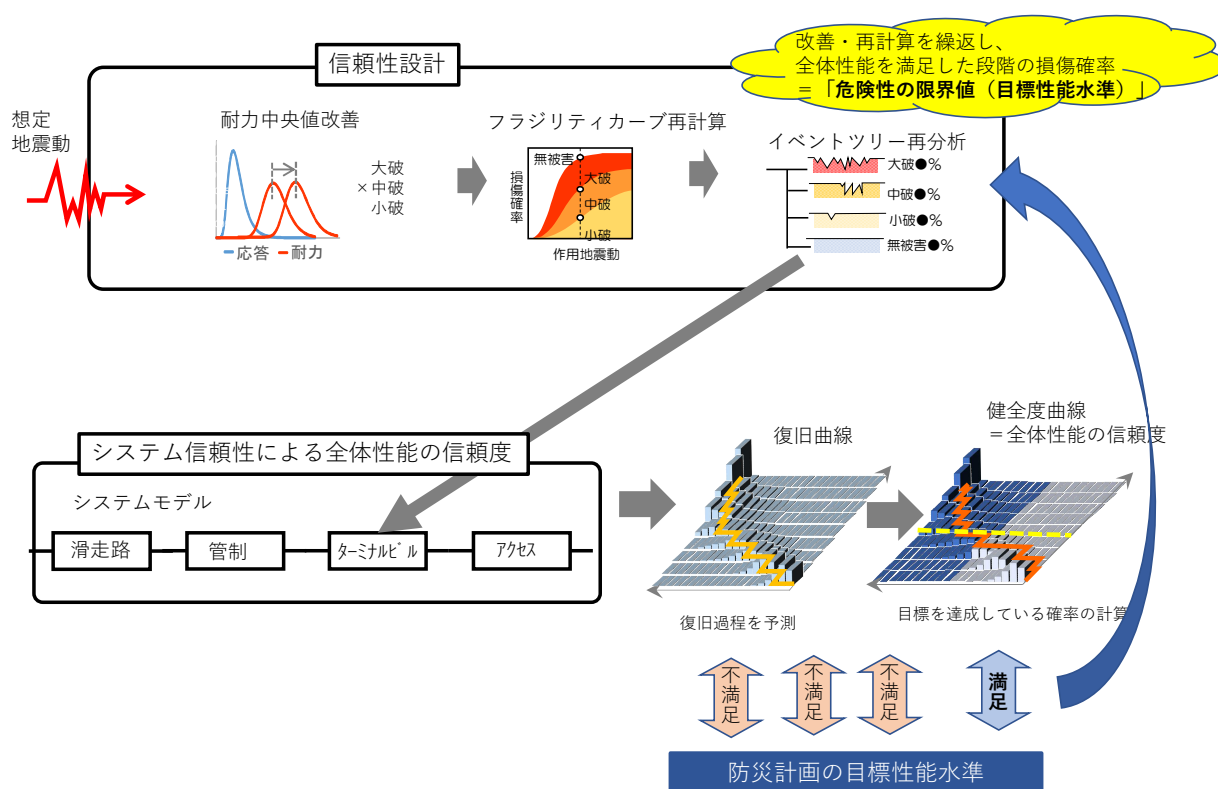 改善・再計算を繰返し、
全体性能を満足した段階の損傷確率
＝「危険性の限界値（目標性能水準）」
信頼性設計
想定
地震動
耐力中央値改善
大破
×中破
小破
応答
耐力
フラジリティカーブ再計算
損傷確率
無被害
大破
中破
小破
作用地震動
イベントツリー再分析
大破●%
中破●%
小破●%
無被害●%
システム信頼性による全体性能の信頼度
システムモデル
滑走路
管制
ﾀｰﾐﾅﾙﾋﾞﾙ
ｱｸｾｽ
復旧曲線
復旧過程を予測
健全度曲線
＝全体性能の信頼度
目標を達成している確率の計算
不満足
不満足
不満足
満足
防災計画の目標性能水準